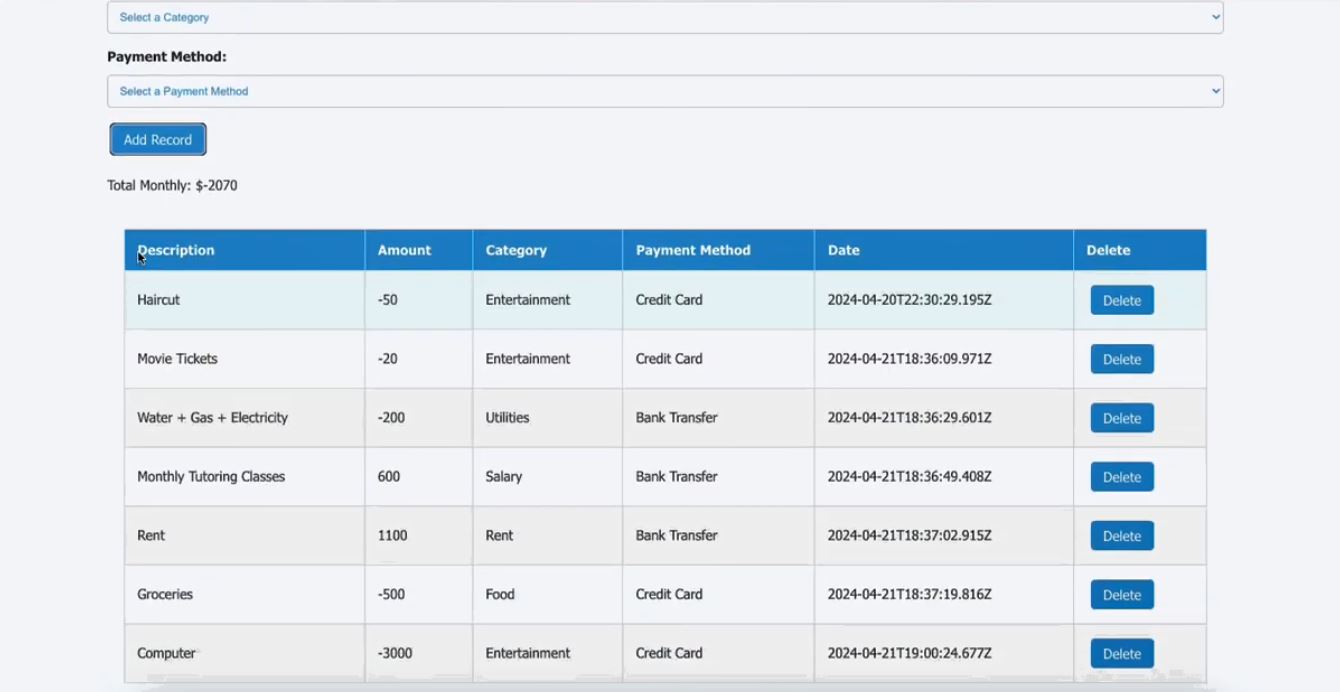 Select a Category
Payment Method:
Select a Payment Method
Add Record
Total Monthly: $-2070
Description Amount Category Payment Method Date Delete
Haircut -50 Entertainment Credit Card 2024-04-20T22:30:29.195Z Delete
Movie Tickets -20 Entertainment Credit Card 2024-04-21T18:36:09.971Z Delete
Water + Gas + Electricity -200 Utilities Bank Transfer 2024-04-21T18:36:29.601Z Delete
Monthly Tutoring Classes 600 Salary Bank Transfer 2024-04-21T18:36:49.408Z Delete
Rent 1100 Rent Bank Transfer 2024-04-21T18:37:02.915Z Delete
Groceries -500 Food Credit Card 2024-04-21T18:37:19.816Z Delete
Computer -3000 Entertainment Credit Card 2024-04-21T19:00:24.677Z Delete